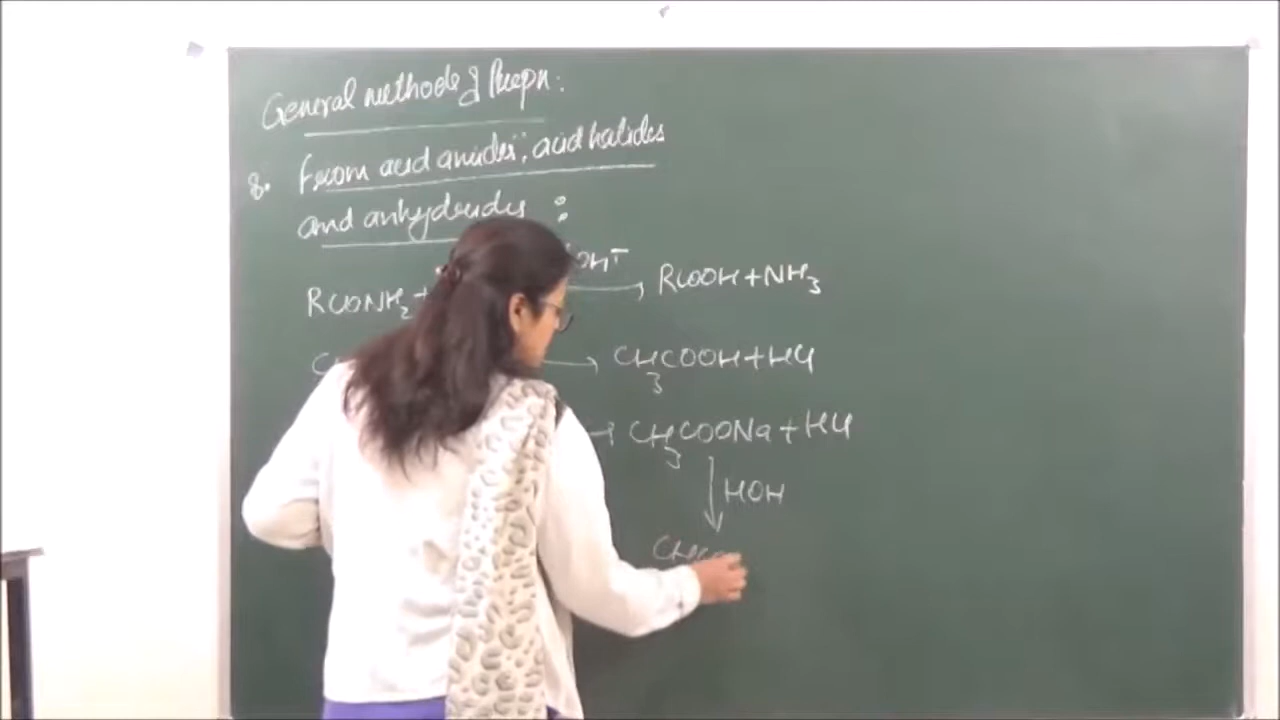 General methods of Prepn:
8. from acid amides, acid halides
and anhydrides :
RCONH2 + OH- → RCOOH + NH3
→ CH3COOH + HCl
→ CH3COONa + HCl
↓ HOH